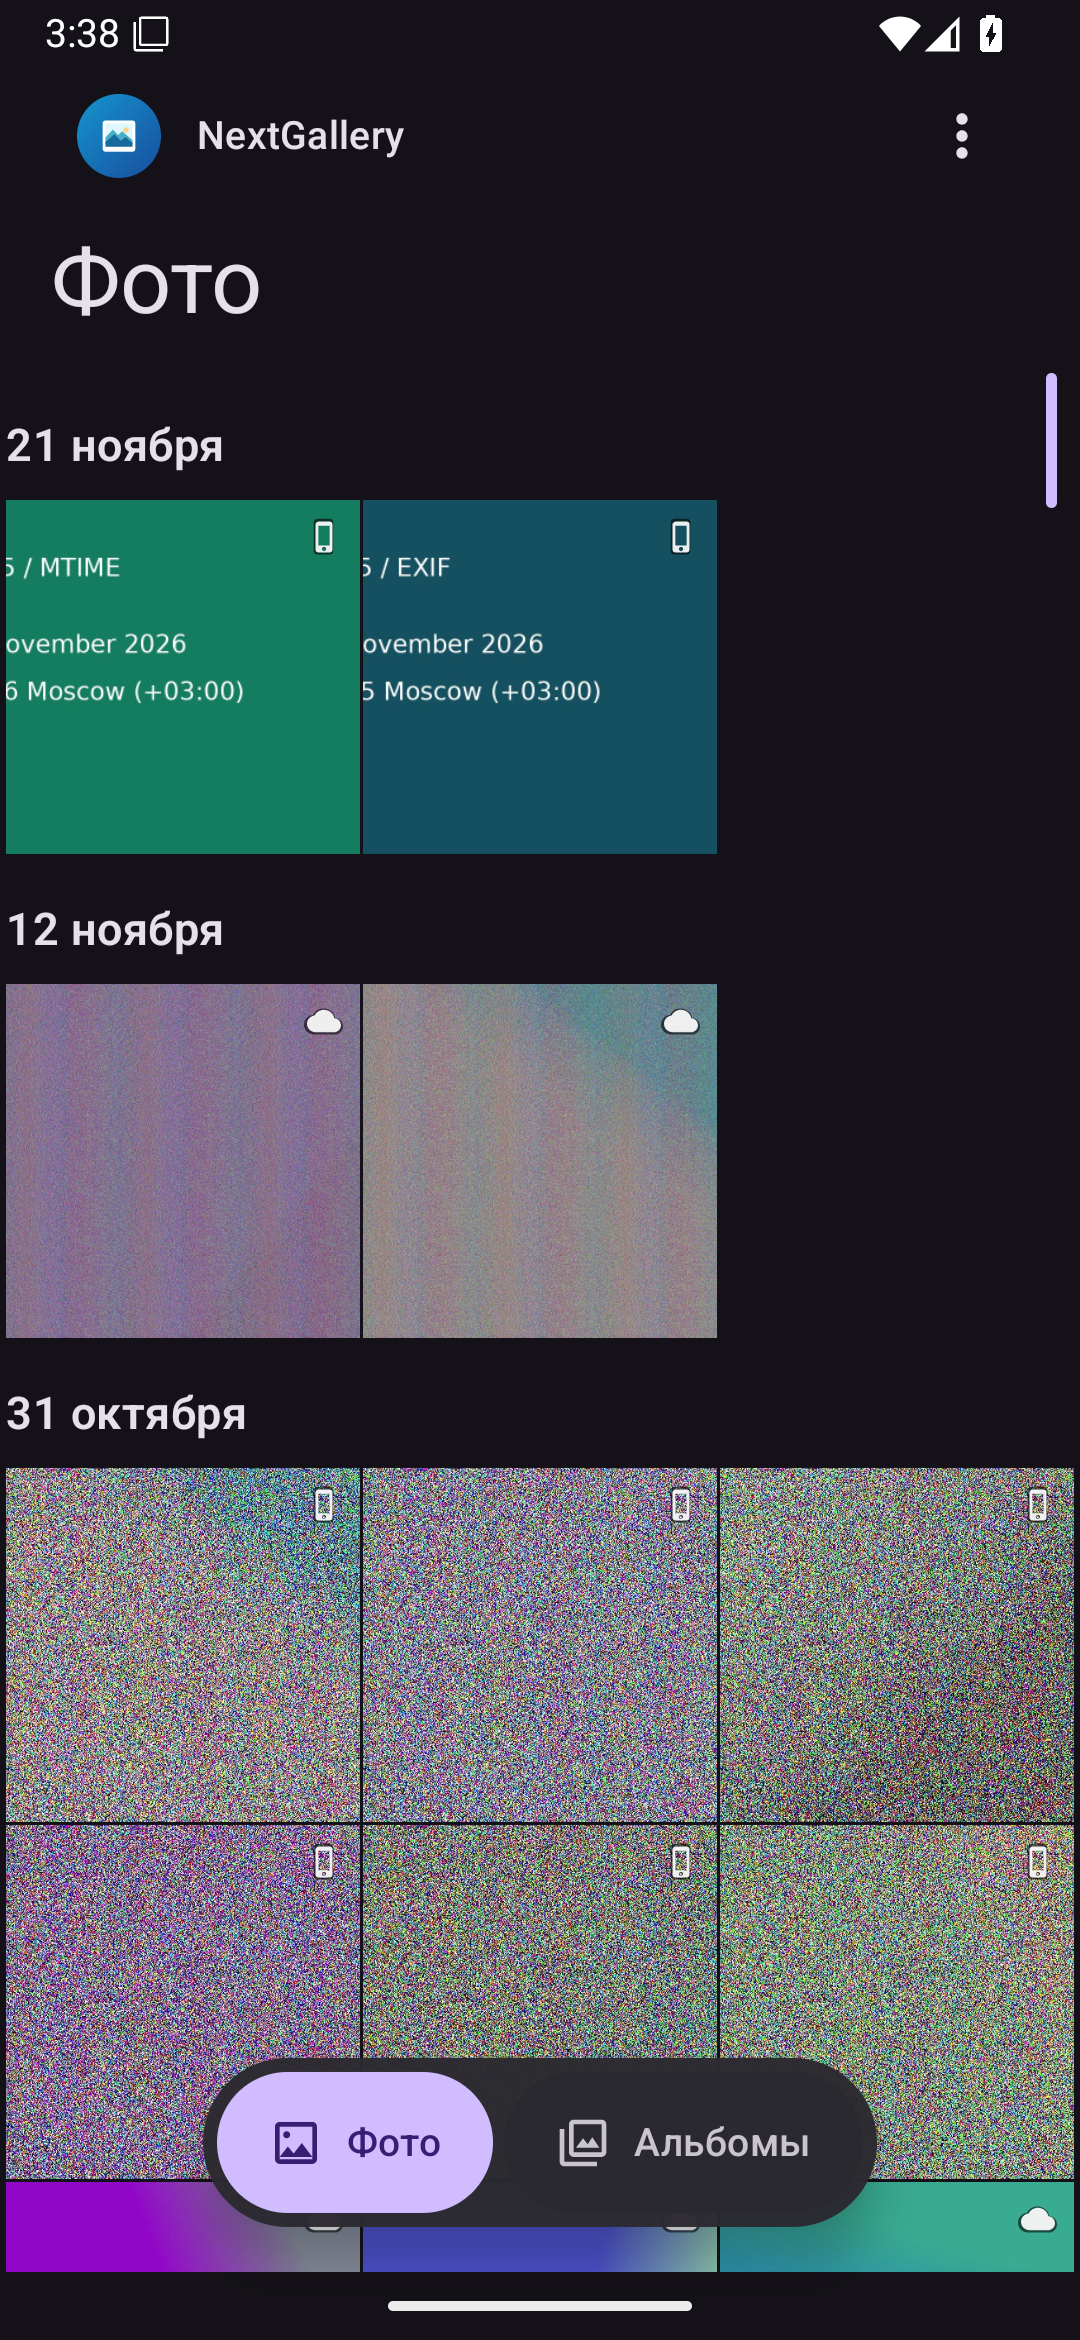 3:38
NextGallery
Фото
21 ноября
5 / MTIME
ovember 2026
6 Moscow (+03:00)
5 / EXIF
ovember 2026
5 Moscow (+03:00)
12 ноября
31 октября
Фото
Альбомы